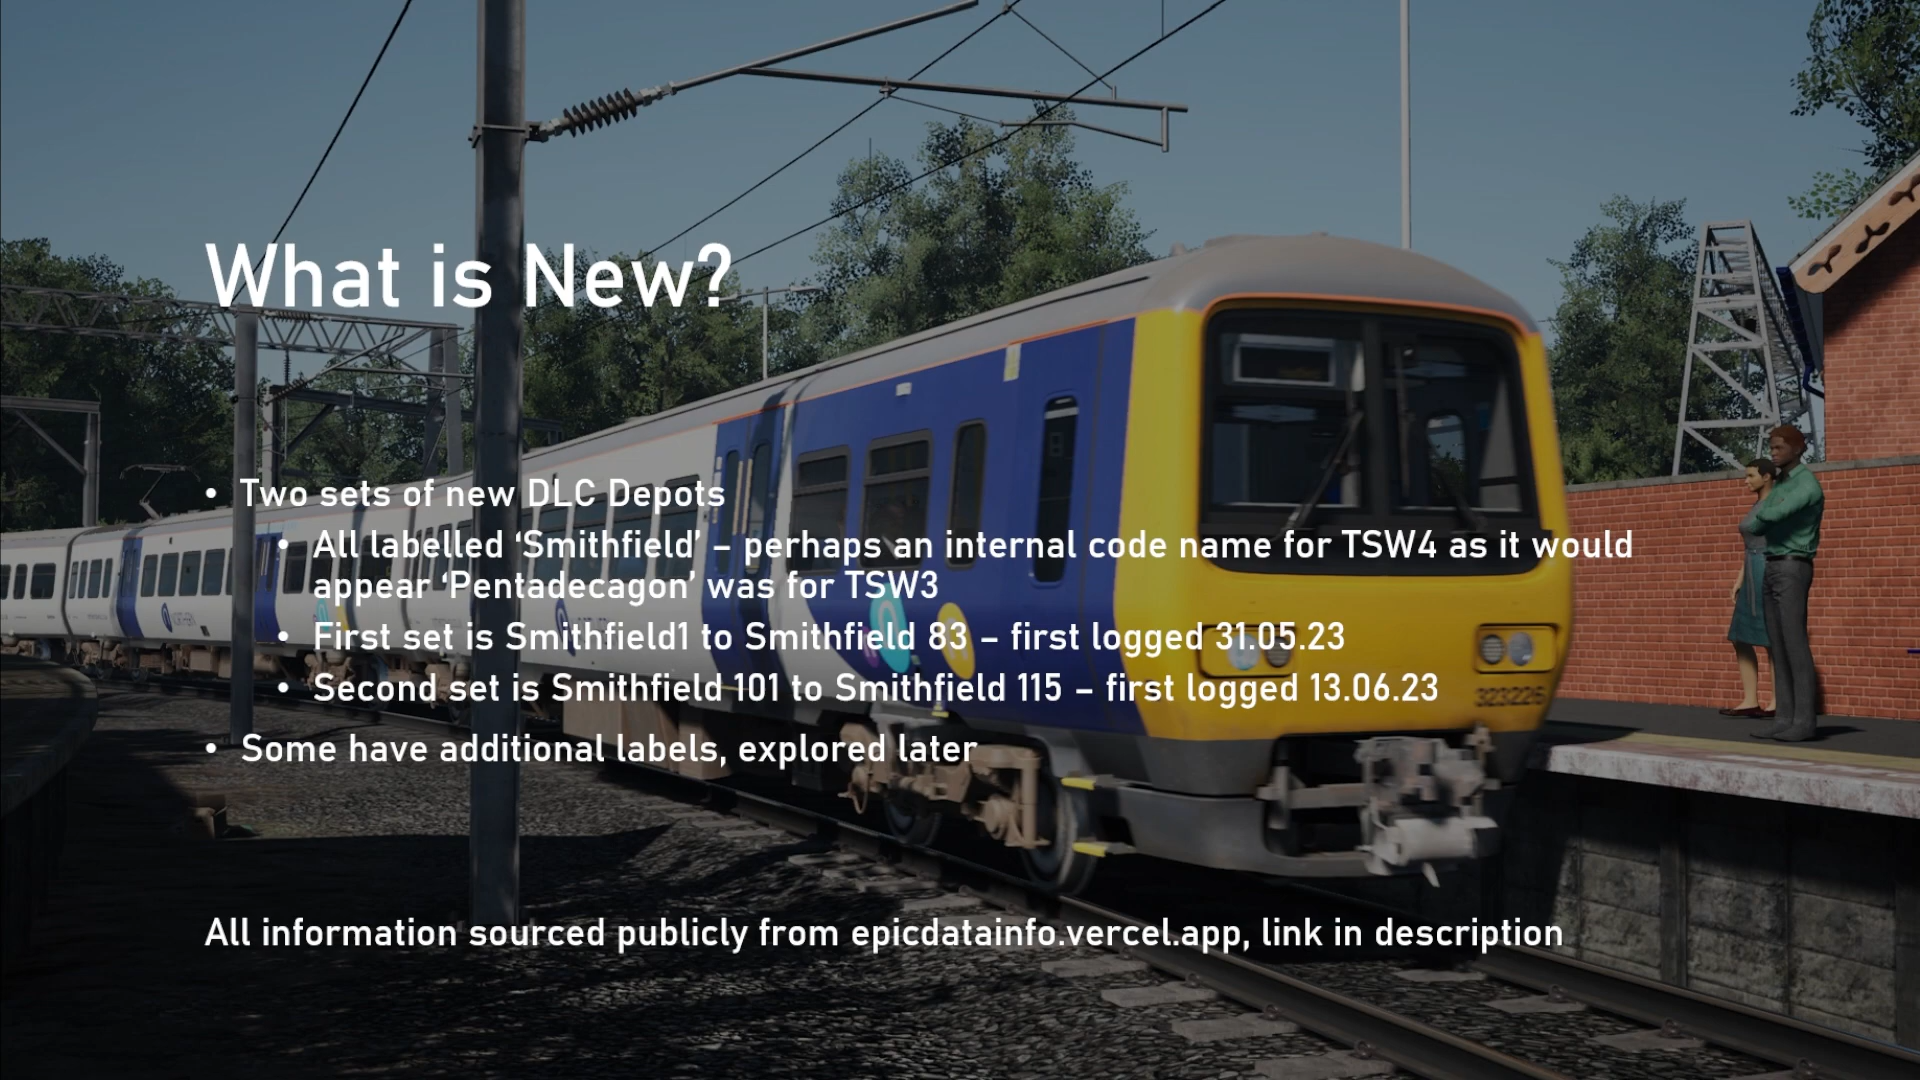 What is New?
• Two sets of new DLC Depots
• All labelled ‘Smithfield’ – perhaps an internal code name for TSW4 as it would
appear ‘Pentadecagon’ was for TSW3
• First set is Smithfield1 to Smithfield 83 – first logged 31.05.23
• Second set is Smithfield 101 to Smithfield 115 – first logged 13.06.23
323226
• Some have additional labels, explored later
All information sourced publicly from epicdatainfo.vercel.app, link in description